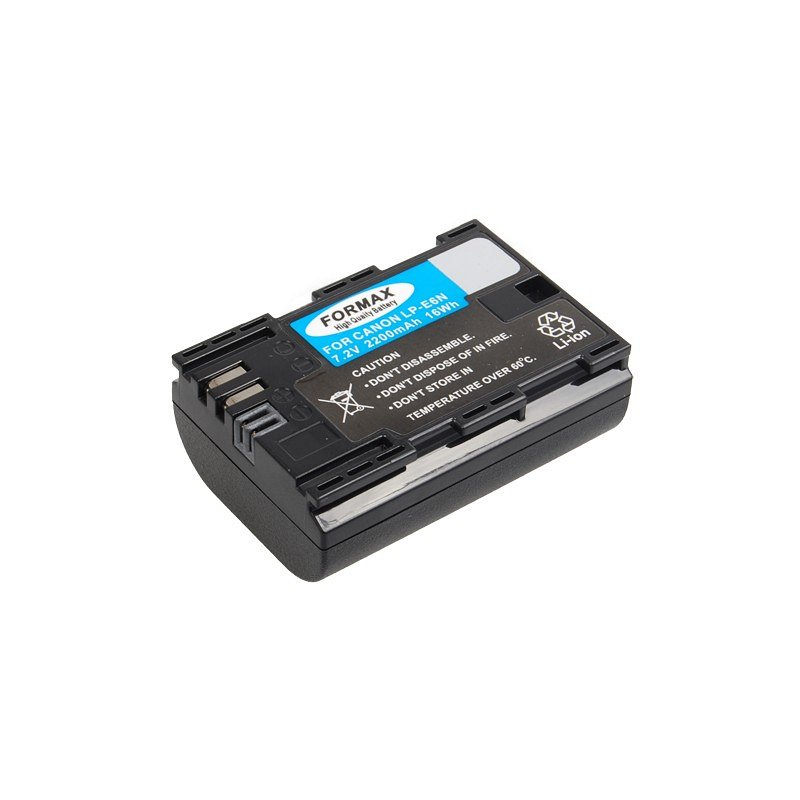 FORMAX
High Quality Battery
FOR CANON LP-E6N
7.2V 2200mAh 16Wh
•DON'T DISASSEMBLE.
•DON'T DISPOSE OF IN FIRE.
•DON'T STORE IN
TEMPERATURE OVER 60°C.
Li-ion